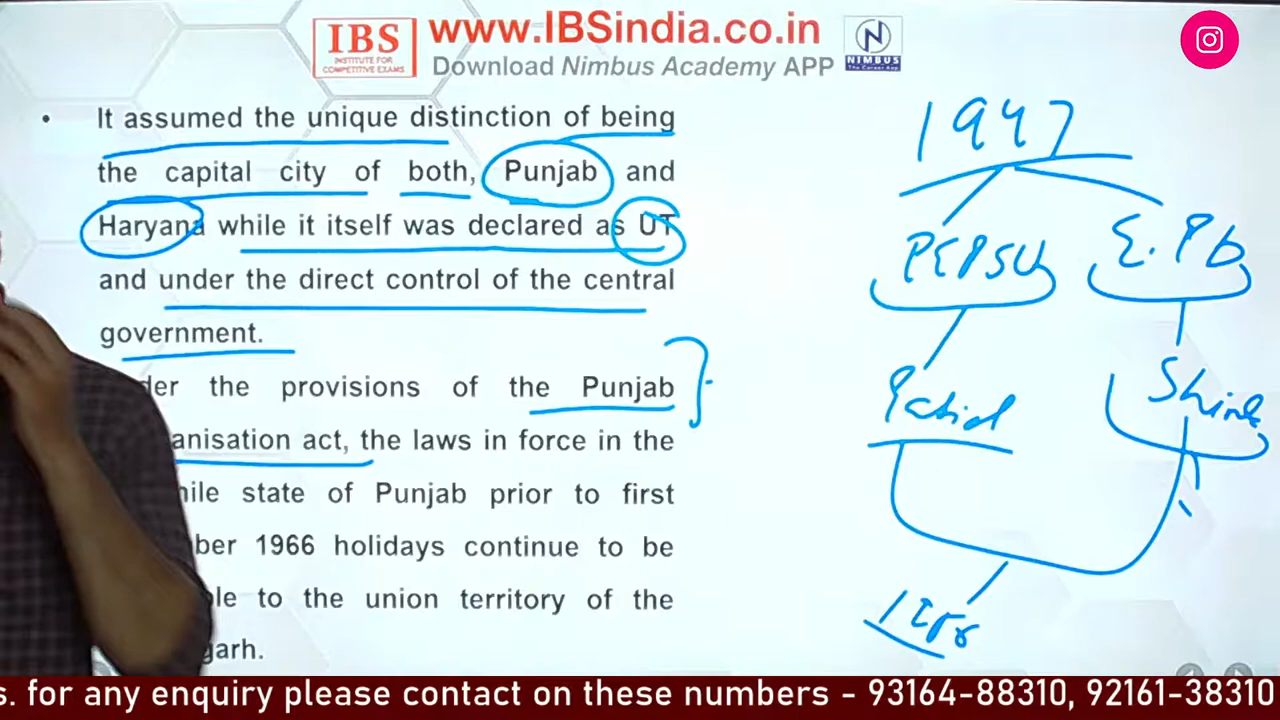 IBS
INSTITUTE FOR
COMPETITIVE EXAMS
www.IBSindia.co.in
Download Nimbus Academy APP
N
NIMBUS
The Career App
• It assumed the unique distinction of being
the capital city of both, Punjab and
Haryana while it itself was declared as UT
and under the direct control of the central
government.
der the provisions of the Punjab
anisation act, the laws in force in the
hile state of Punjab prior to first
ber 1966 holidays continue to be
le to the union territory of the
garh.
1947
PEPSU E.Pb
s. for any enquiry please contact on these numbers - 93164-88310, 92161-38310